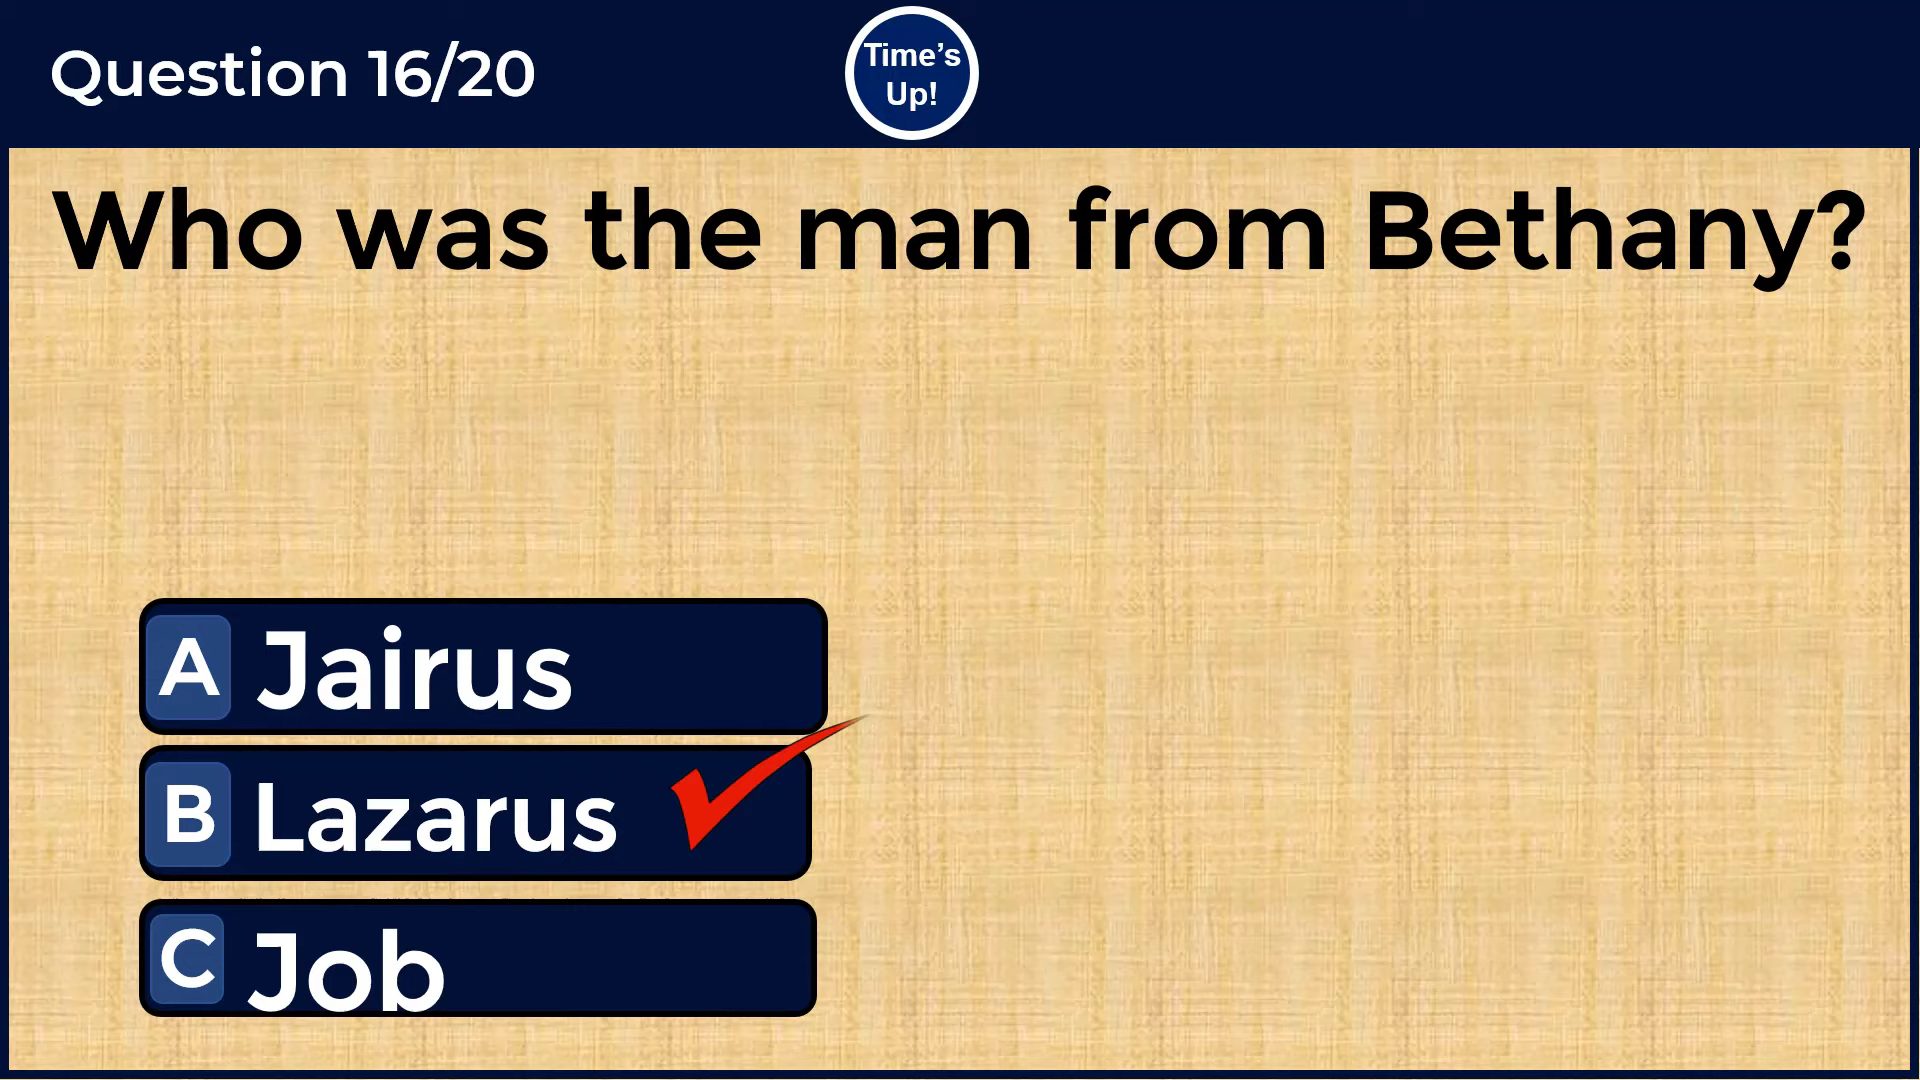 Question 16/20
Time's
Up!
Who was the man from Bethany?
A Jairus
B Lazarus
C Job